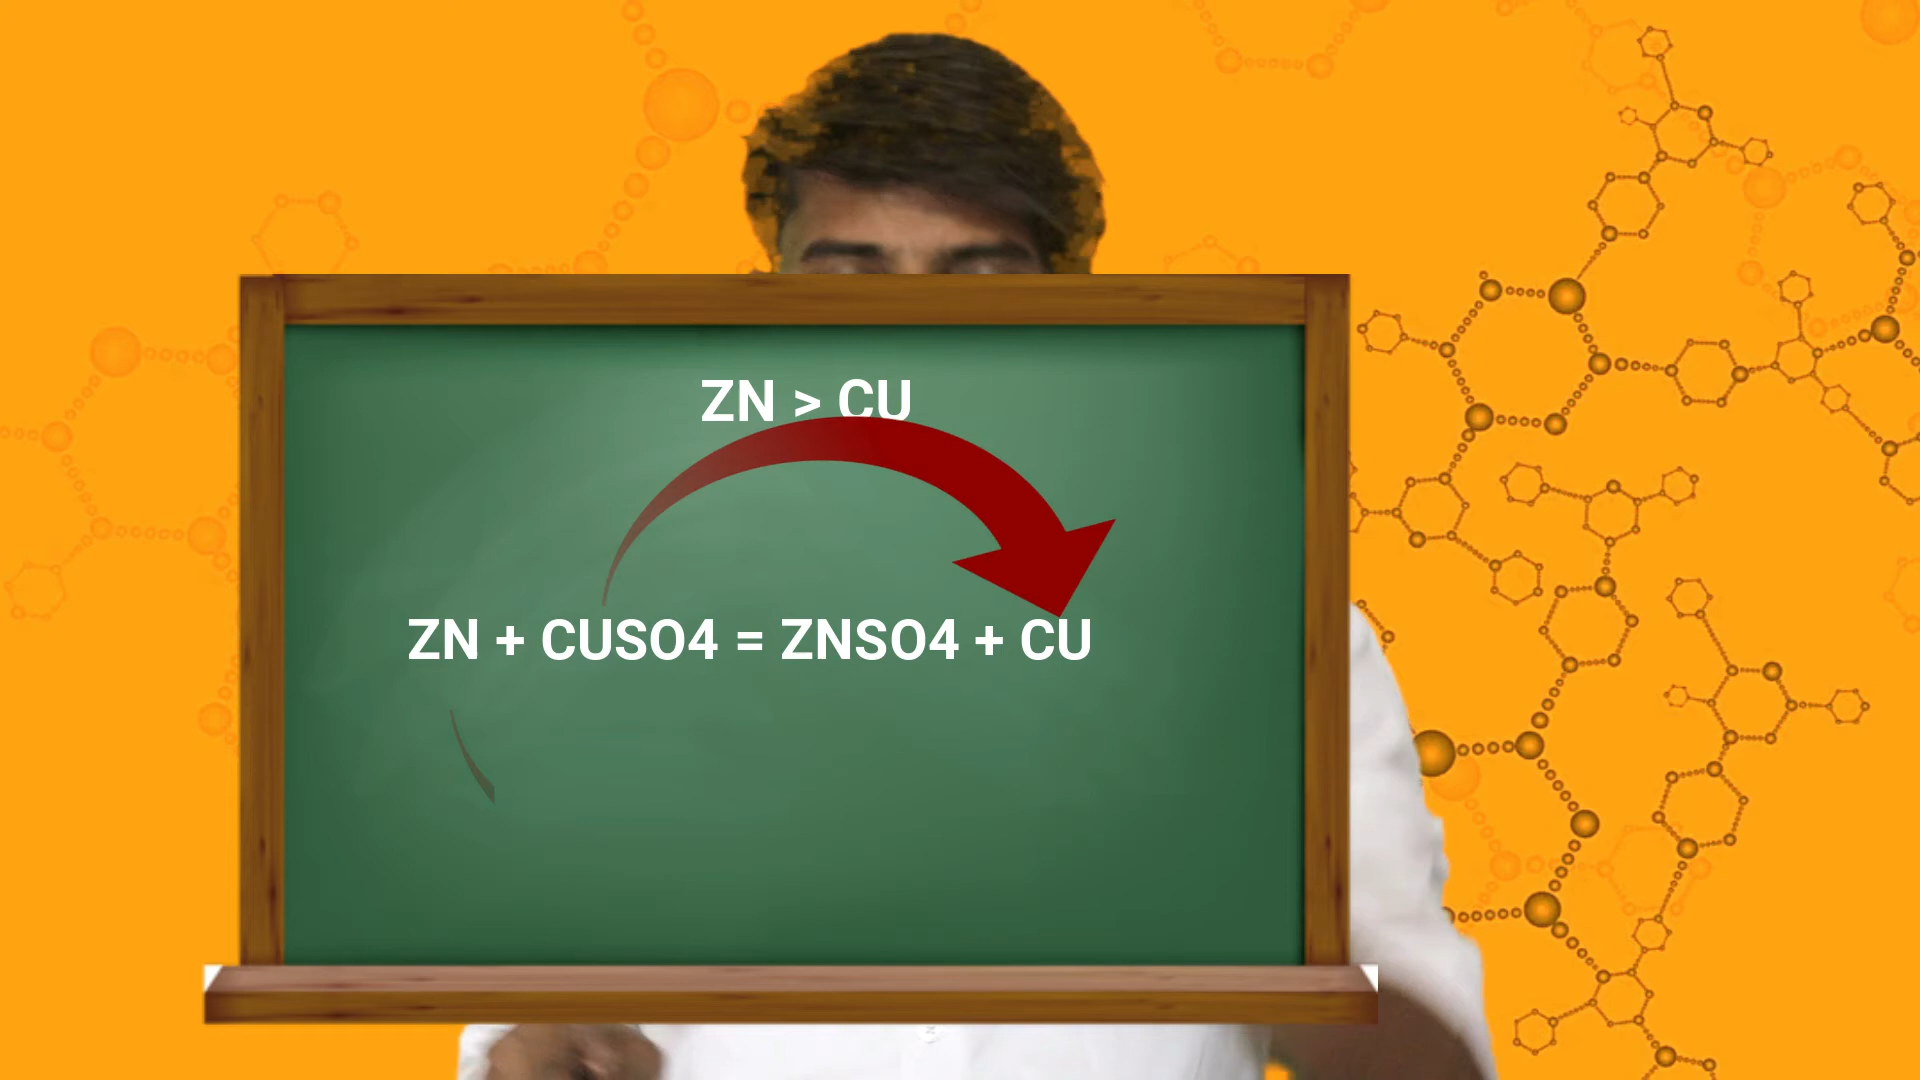 ZN > CU
ZN + CUSO4 = ZNSO4 + CU